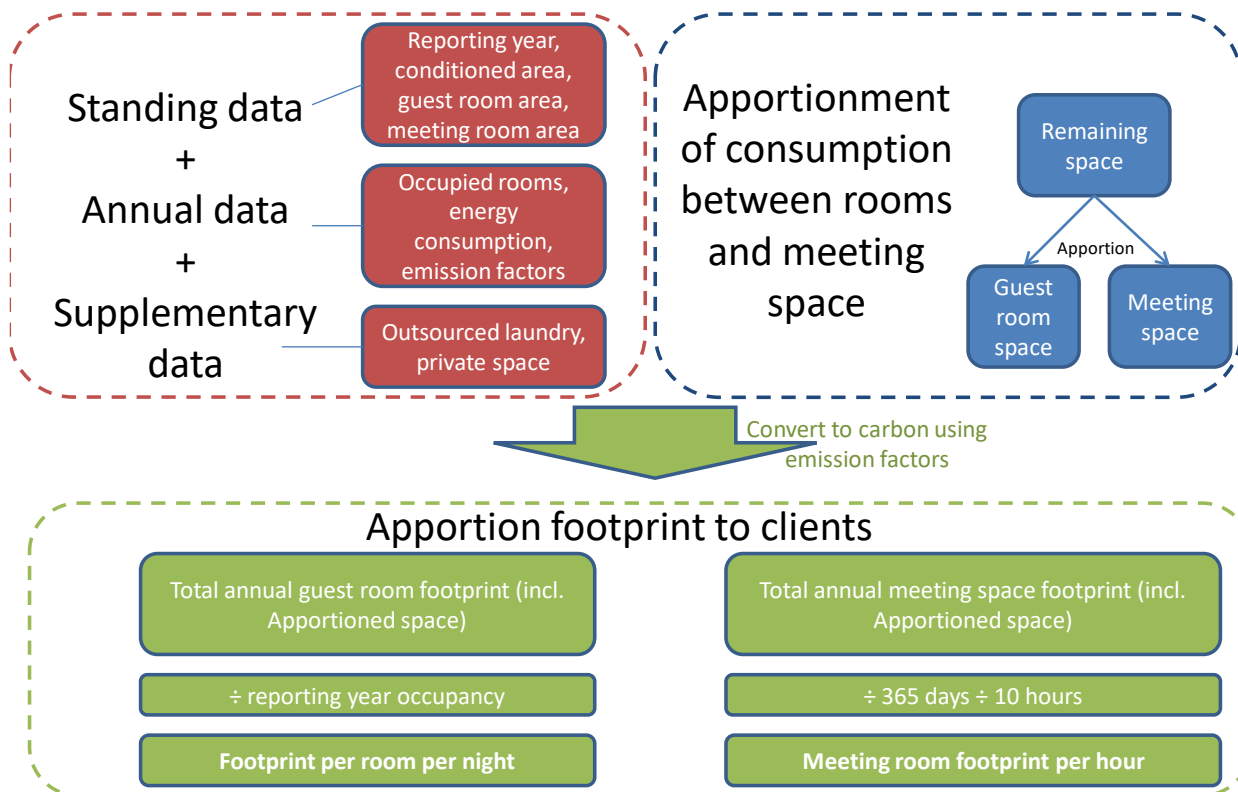 Standing data
+
Annual data
+
Supplementary
data
Reporting year,
conditioned area,
guest room area,
meeting room area
Occupied rooms,
energy
consumption,
emission factors
Outsourced laundry,
private space
Apportionment
of consumption
between rooms
and meeting
space
Remaining
space
Apportion
Guest
room
space
Meeting
space
Convert to carbon using
emission factors
Apportion footprint to clients
Total annual guest room footprint (incl.
Apportioned space)
÷ reporting year occupancy
Footprint per room per night
Total annual meeting space footprint (incl.
Apportioned space)
÷ 365 days ÷ 10 hours
Meeting room footprint per hour